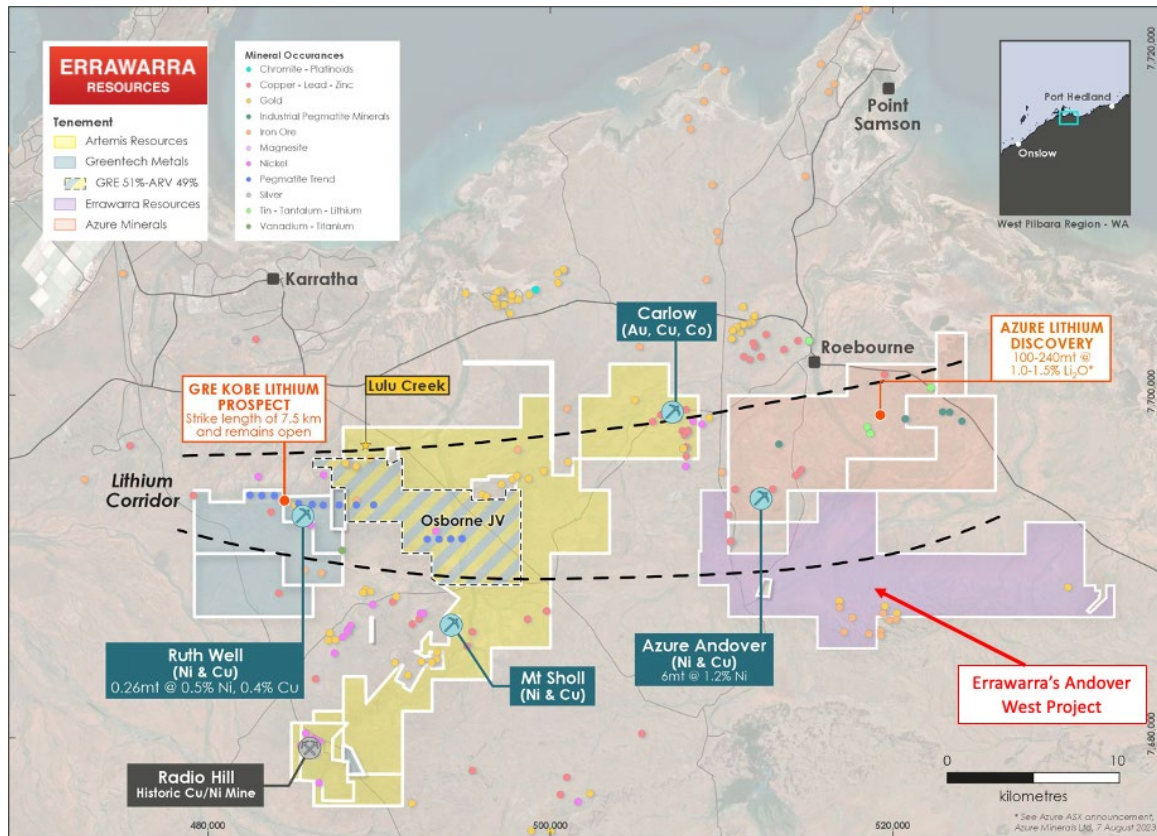 ERRAWARRA
RESOURCES
Tenement
Artemis Resources
Greentech Metals
GRE 51%-ARV 49%
Errawarra Resources
Azure Minerals
Mineral Occurances
Chromite - Platinoids
Copper - Lead - Zinc
Gold
Industrial Pegmatite Minerals
Iron Ore
Magnesite
Nickel
Pegmatite Trend
Silver
Tin - Tantalum - Lithium
Vanadium - Titanium
Point
Samson
Port Hedland
Onslow
West Pilbara Region - WA
7,720,000
Karratha
Carlow
(Au, Cu, Co)
Roebourne
AZURE LITHIUM
DISCOVERY
100-240mt @
1.0-1.5% Li₂O*
7,700,000
Lulu Creek
GRE KOBE LITHIUM
PROSPECT
Strike length of 7.5 km
and remains open
Lithium
Corridor
Osborne JV
Ruth Well
(Ni & Cu)
0.26mt @ 0.5% Ni, 0.4% Cu
Mt Sholl
(Ni & Cu)
Azure Andover
(Ni & Cu)
6mt @ 1.2% Ni
Errawarra's Andover
West Project
7,680,000
Radio Hill
Historic Cu/Ni Mine
0
10
kilometres
* See Azure ASX announcement,
Azure Minerals Ltd, 7 August 2023
480,000
500,000
520,000